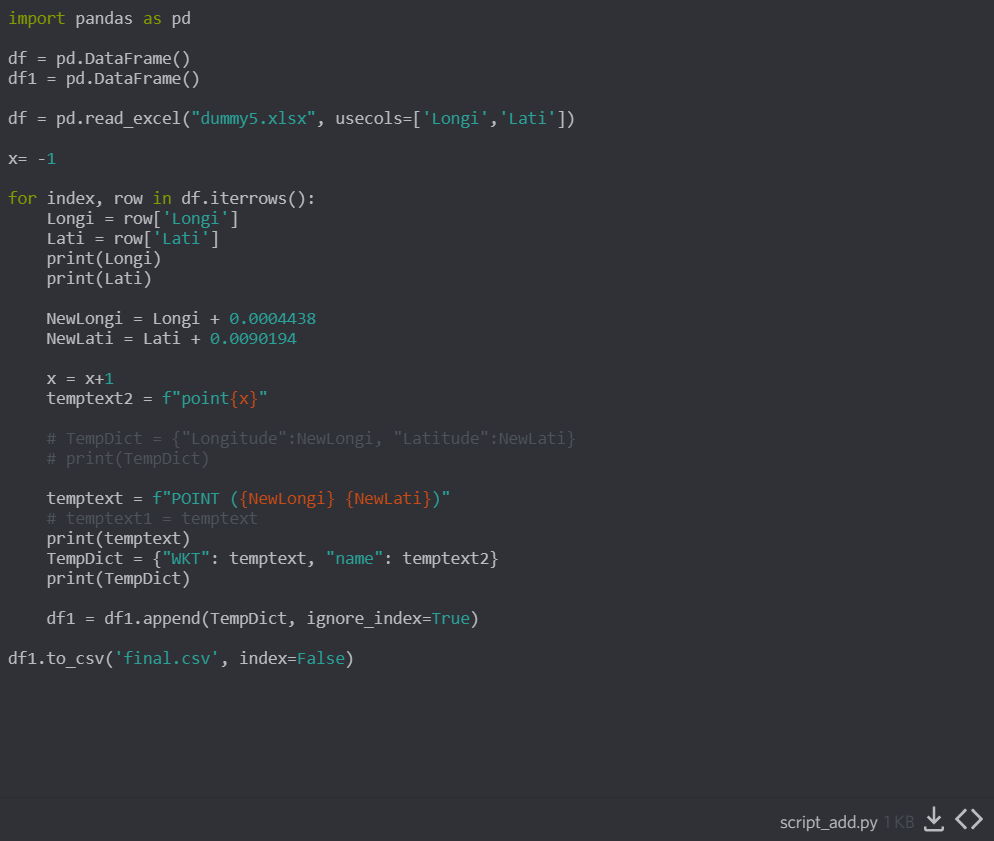 import pandas as pd
df = pd.DataFrame()
df1 = pd.DataFrame()
df = pd.read_excel("dummy5.xlsx", usecols=['Longi','Lati'])
x= -1
for index, row in df.iterrows():
    Longi = row['Longi']
    Lati = row['Lati']
    print(Longi)
    print(Lati)
    NewLongi = Longi + 0.0004438
    NewLati = Lati + 0.0090194
    x = x+1
    temptext2 = f"point{x}"
    # TempDict = {"Longitude":NewLongi, "Latitude":NewLati}
    # print(TempDict)
    temptext = f"POINT ({NewLongi} {NewLati})"
    # temptext1 = temptext
    print(temptext)
    TempDict = {"WKT": temptext, "name": temptext2}
    print(TempDict)
    df1 = df1.append(TempDict, ignore_index=True)
df1.to_csv('final.csv', index=False)
script_add.py 1 KB